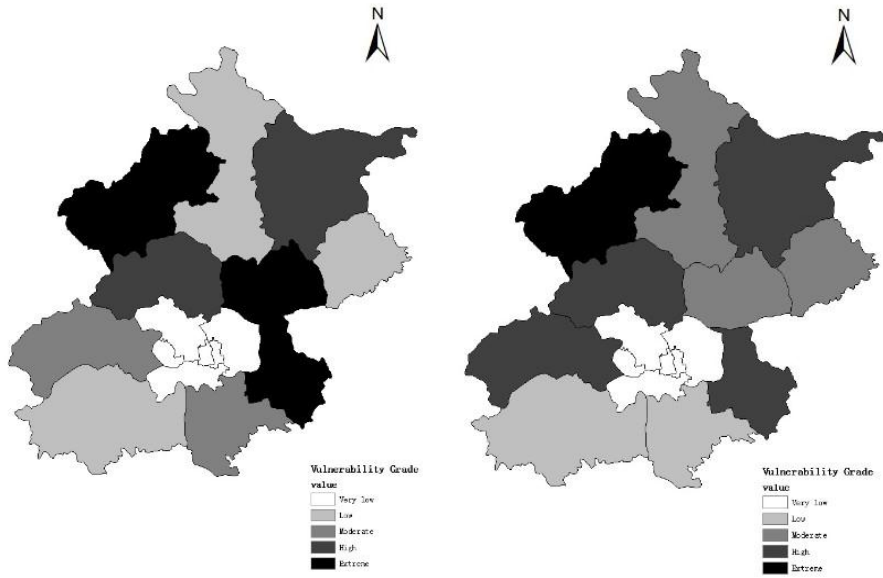 N
N
Vulnerability Grade
value
Very low
Low
Moderate
High
Extreme
Vulnerability Grade
value
Very low
Low
Moderate
High
Extreme